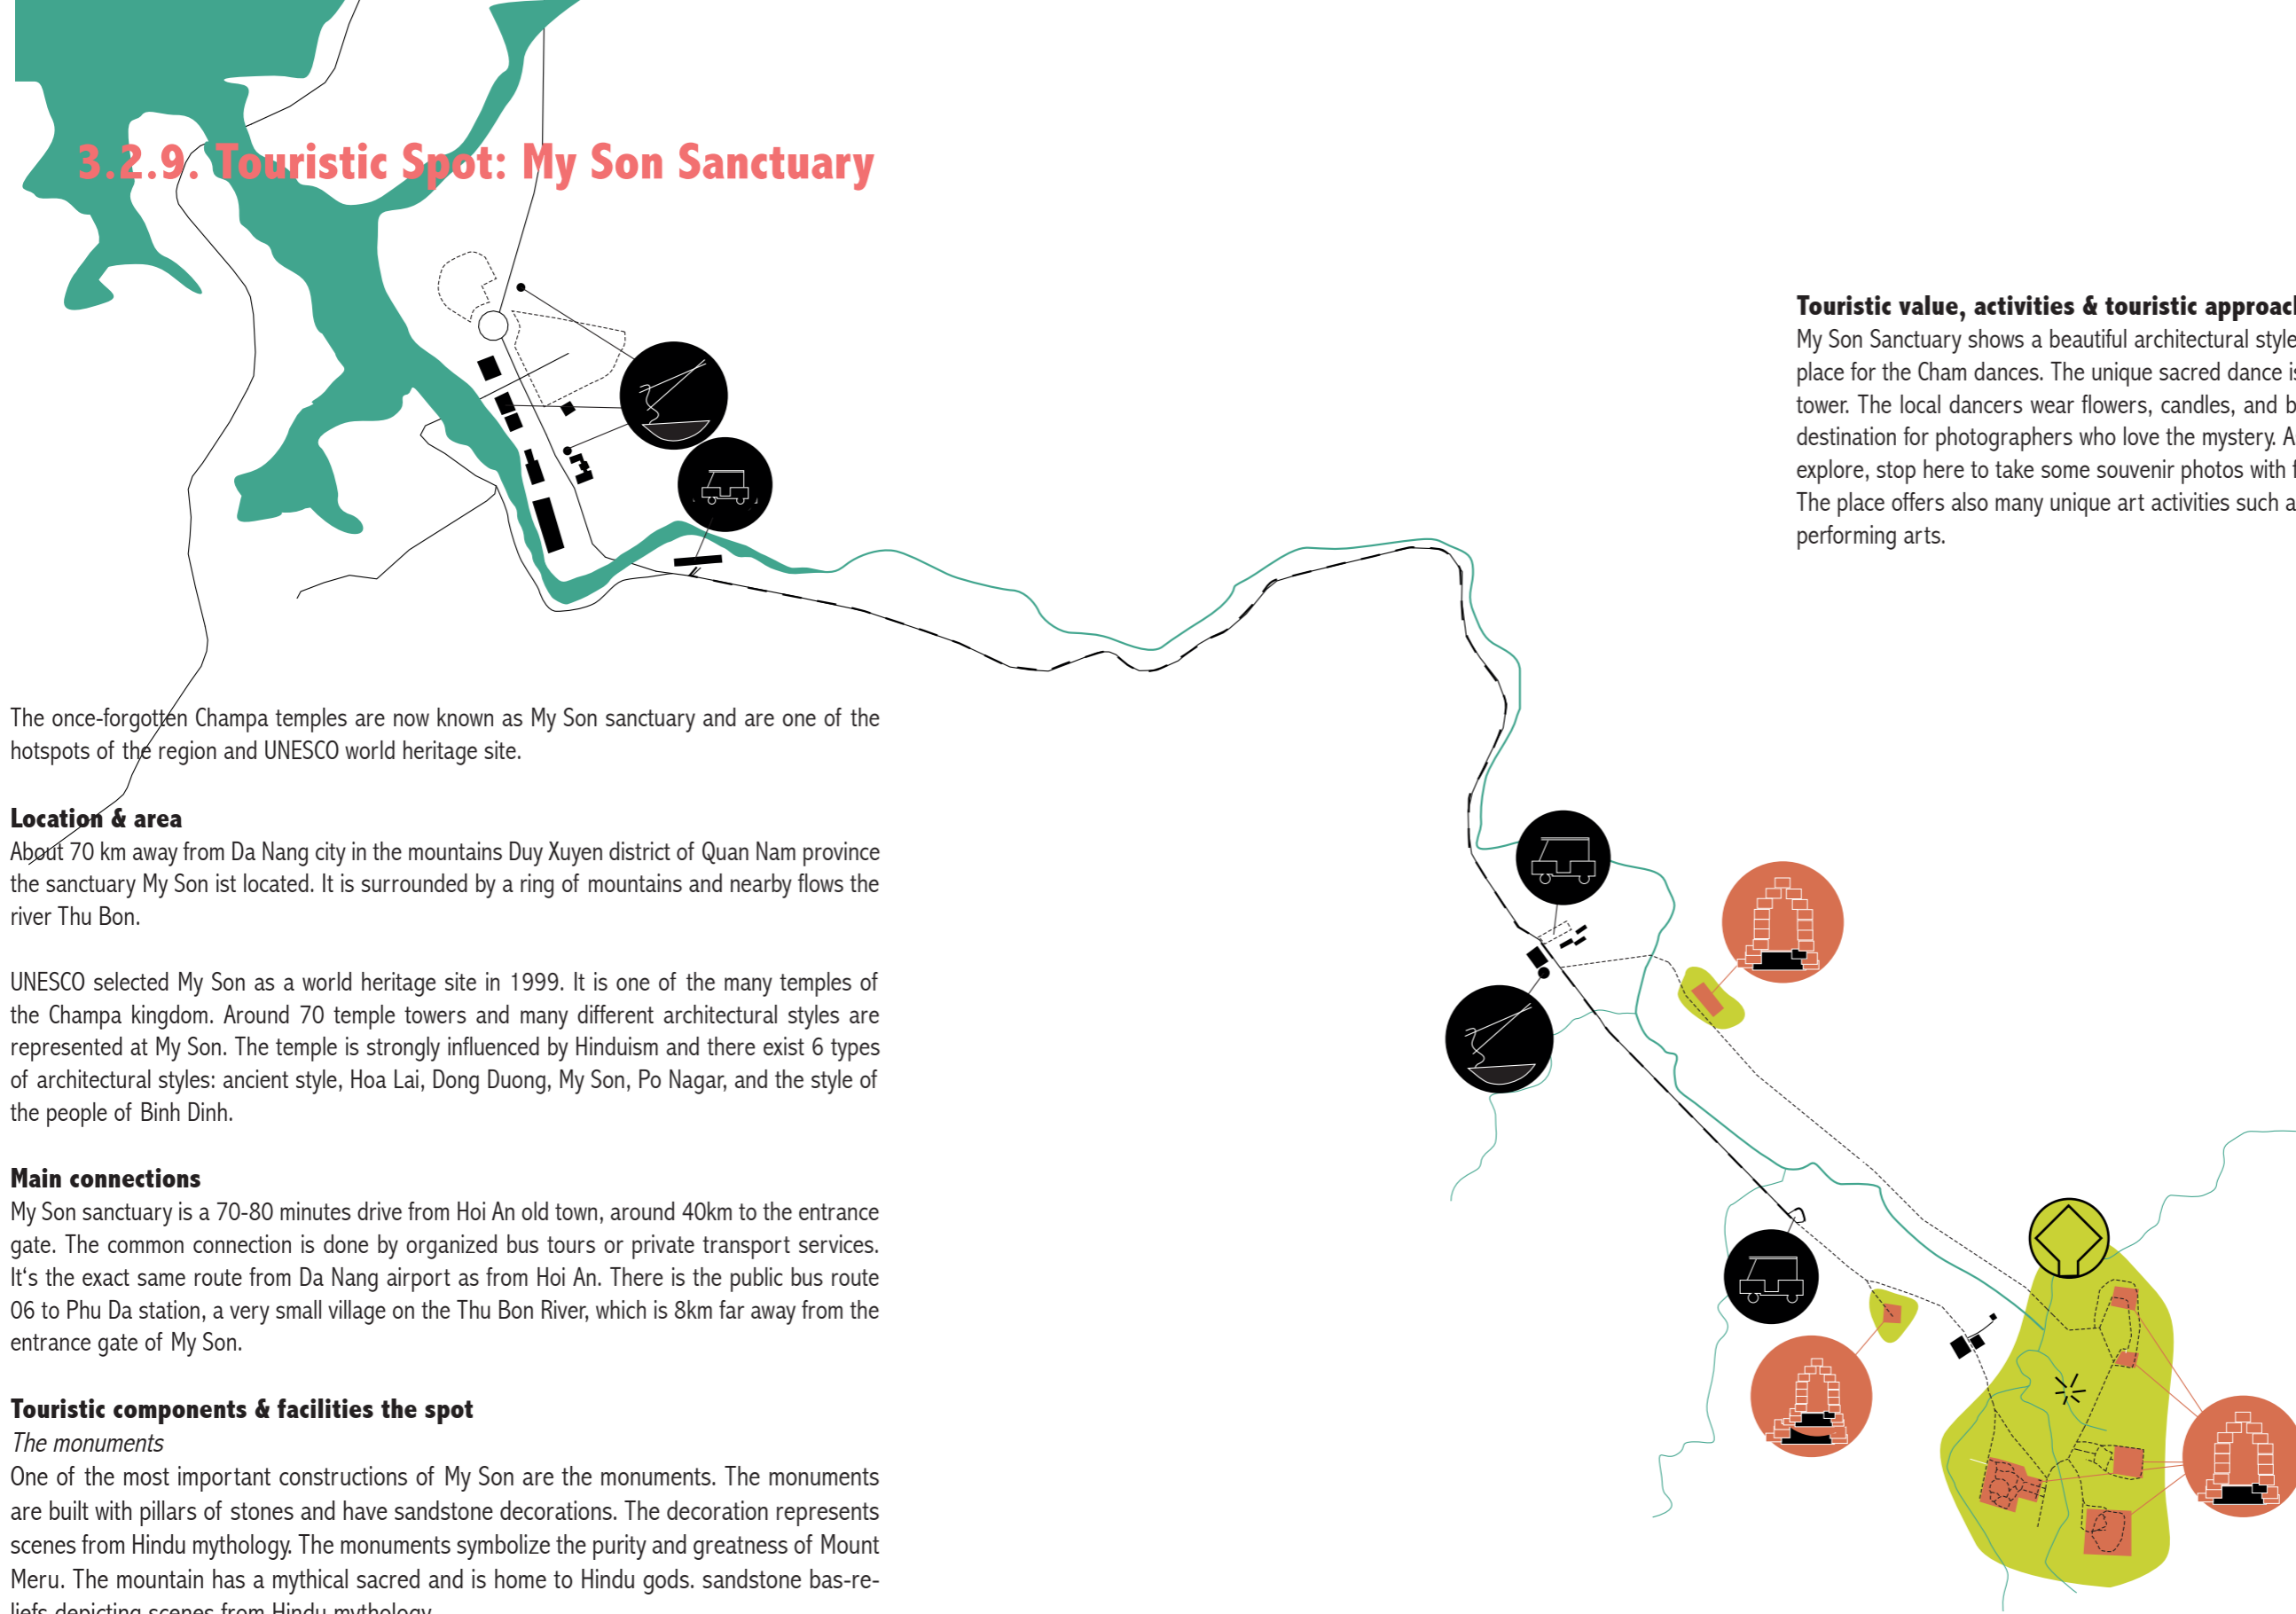 3.2.9. Touristic Spot: My Son Sanctuary
The once-forgotten Champa temples are now known as My Son sanctuary and are one of the
hotspots of the region and UNESCO world heritage site.
Location & area
About 70 km away from Da Nang city in the mountains Duy Xuyen district of Quan Nam province
the sanctuary My Son ist located. It is surrounded by a ring of mountains and nearby flows the
river Thu Bon.
UNESCO selected My Son as a world heritage site in 1999. It is one of the many temples of
the Champa kingdom. Around 70 temple towers and many different architectural styles are
represented at My Son. The temple is strongly influenced by Hinduism and there exist 6 types
of architectural styles: ancient style, Hoa Lai, Dong Duong, My Son, Po Nagar, and the style of
the people of Binh Dinh.
Main connections
My Son sanctuary is a 70-80 minutes drive from Hoi An old town, around 40km to the entrance
gate. The common connection is done by organized bus tours or private transport services.
It‘s the exact same route from Da Nang airport as from Hoi An. There is the public bus route
06 to Phu Da station, a very small village on the Thu Bon River, which is 8km far away from the
entrance gate of My Son.
Touristic components & facilities the spot
The monuments
One of the most important constructions of My Son are the monuments. The monuments
are built with pillars of stones and have sandstone decorations. The decoration represents
scenes from Hindu mythology. The monuments symbolize the purity and greatness of Mount
Meru. The mountain has a mythical sacred and is home to Hindu gods. sandstone bas-re-
liefs depicting scenes from Hindu mythology.
Touristic value, activities & touristic approach
My Son Sanctuary shows a beautiful architectural style
place for the Cham dances. The unique sacred dance is
tower. The local dancers wear flowers, candles, and
destination for photographers who love the mystery.
explore, stop here to take some souvenir photos with
The place offers also many unique art activities such
performing arts.